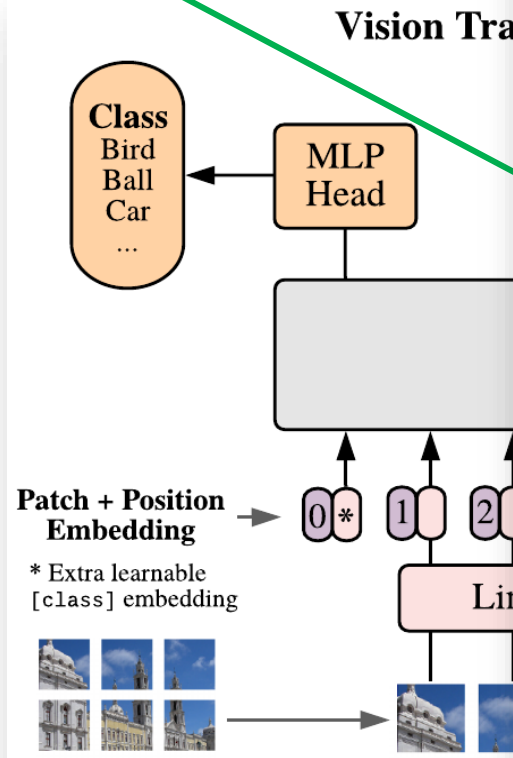 Vision Tra
Class
Bird
Ball
Car
...
MLP
Head
Patch + Position
Embedding
0 * 1 2
* Extra learnable
[class] embedding
Lin